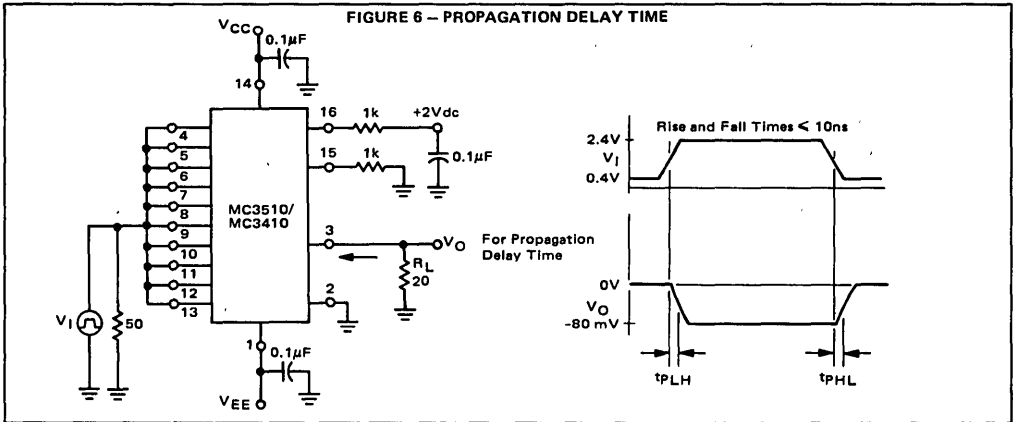 FIGURE 6 – PROPAGATION DELAY TIME
VCC
0.1μF
14
16
1k
+2Vdc
0.1μF
15
1k
4
5
6
7
8
9
10
11
12
13
MC3510/
MC3410
3
VO
For Propagation
Delay Time
RL
20
2
VI
50
1
0.1μF
VEE
Rise and Fall Times ≤ 10ns
2.4V
VI
0.4V
0V
VO
-80 mV
tPLH
tPHL